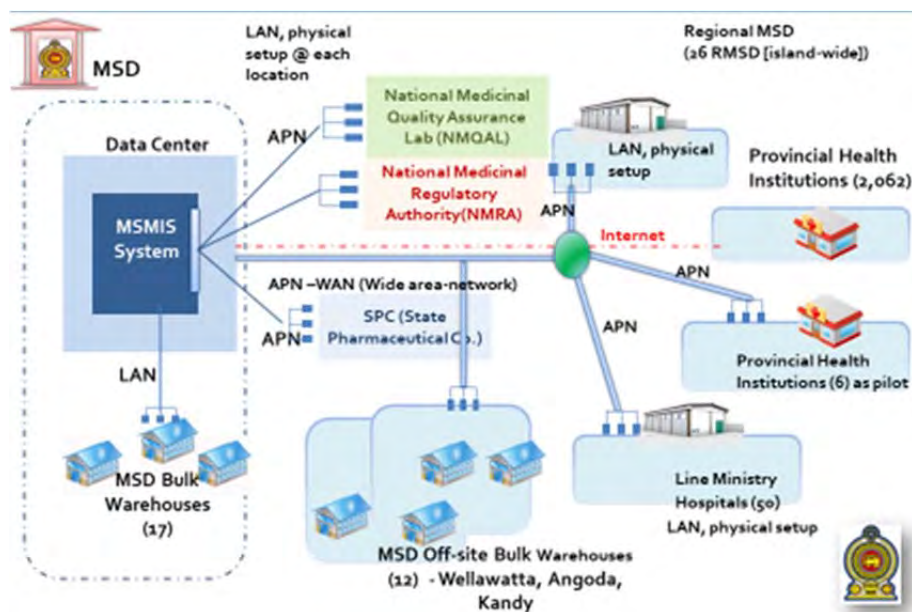 MSD
LAN, physical
setup @ each
location
Regional MSD
(26 RMSD [island-wide])
Data Center
MSMIS
System
APN
National Medicinal
Quality Assurance
Lab (NMQAL)
National Medicinal
Regulatory
Authority(NMRA)
LAN, physical
setup
APN
Provincial Health
Institutions (2,062)
Internet
APN –WAN (Wide area-network)
APN
SPC (State
Pharmaceutical Co.)
APN
APN
Provincial Health
Institutions (6) as pilot
LAN
MSD Bulk
Warehouses
(17)
MSD Off-site Bulk Warehouses
(12) - Wellawatta, Angoda,
Kandy
Line Ministry
Hospitals (50)
LAN, physical setup